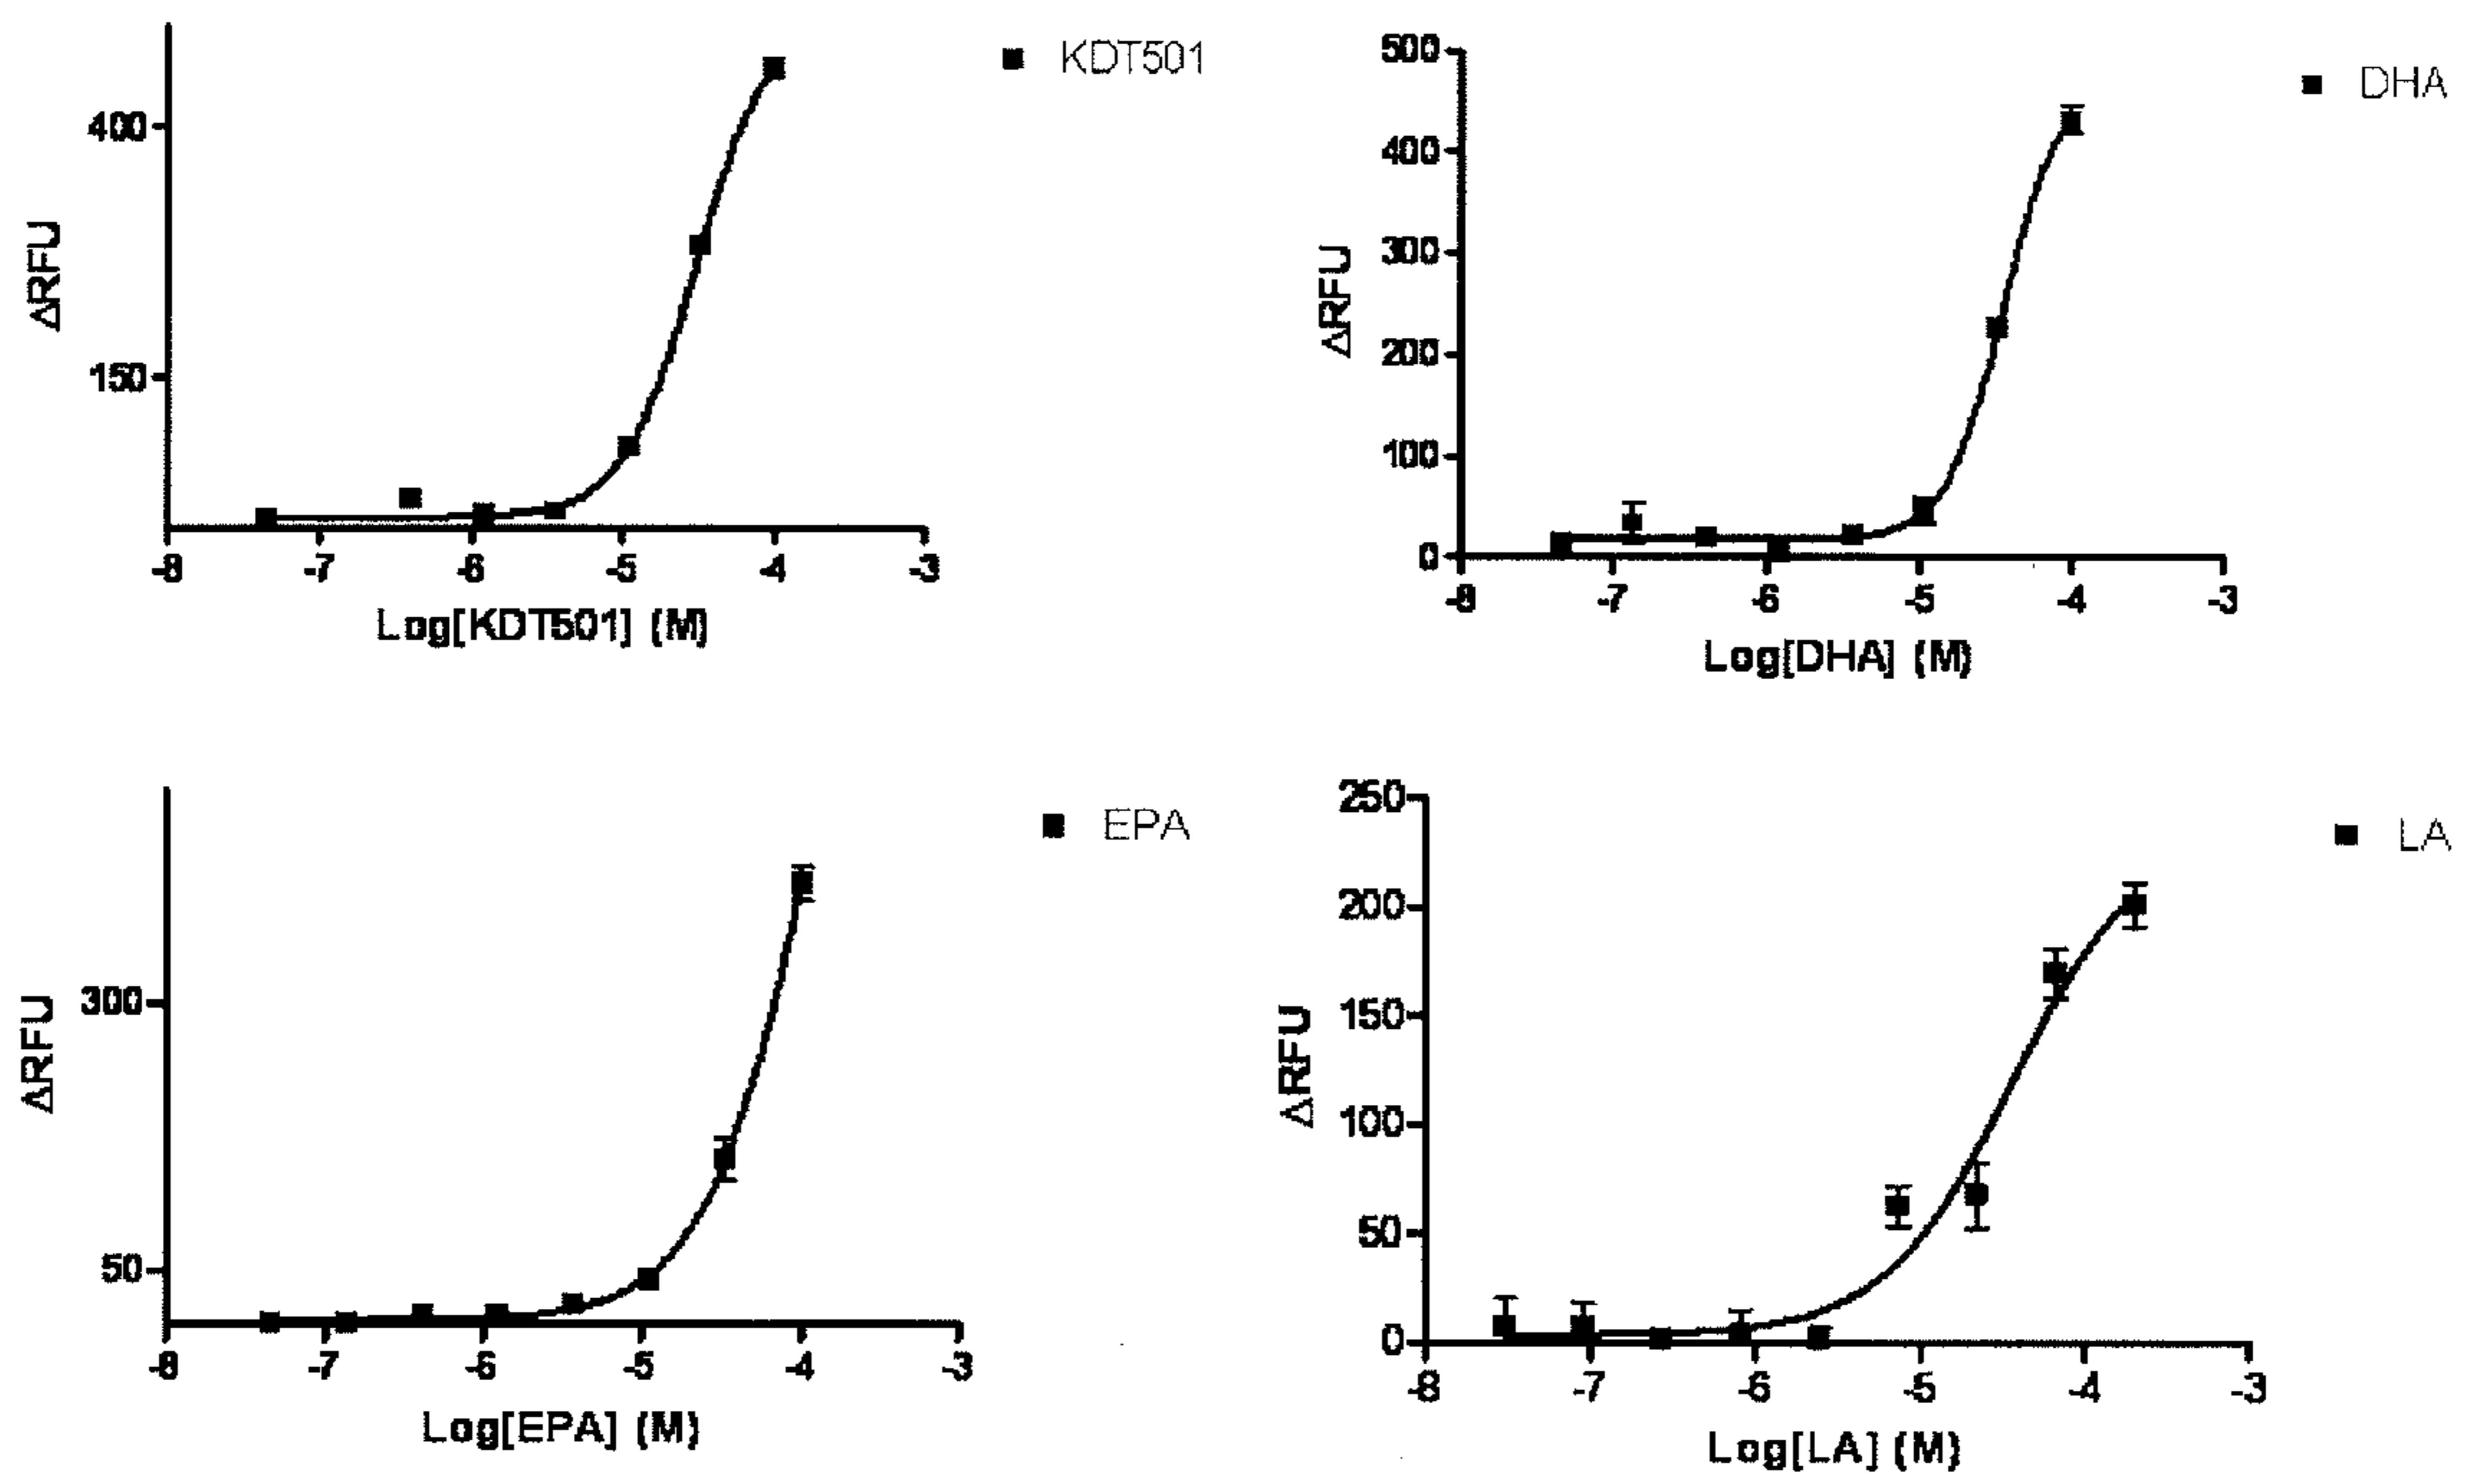 KDT501
400
150
ΔRFU
-8 -7 -6 -5 -4 -3
Log[KDT501] (M)
DHA
500
400
300
200
100
0
ΔRFU
-8 -7 -6 -5 -4 -3
Log[DHA] (M)
EPA
300
50
ΔRFU
-8 -7 -6 -5 -4 -3
Log[EPA] (M)
LA
250
200
150
100
50
0
ΔRFU
-8 -7 -6 -5 -4 -3
Log[LA] (M)